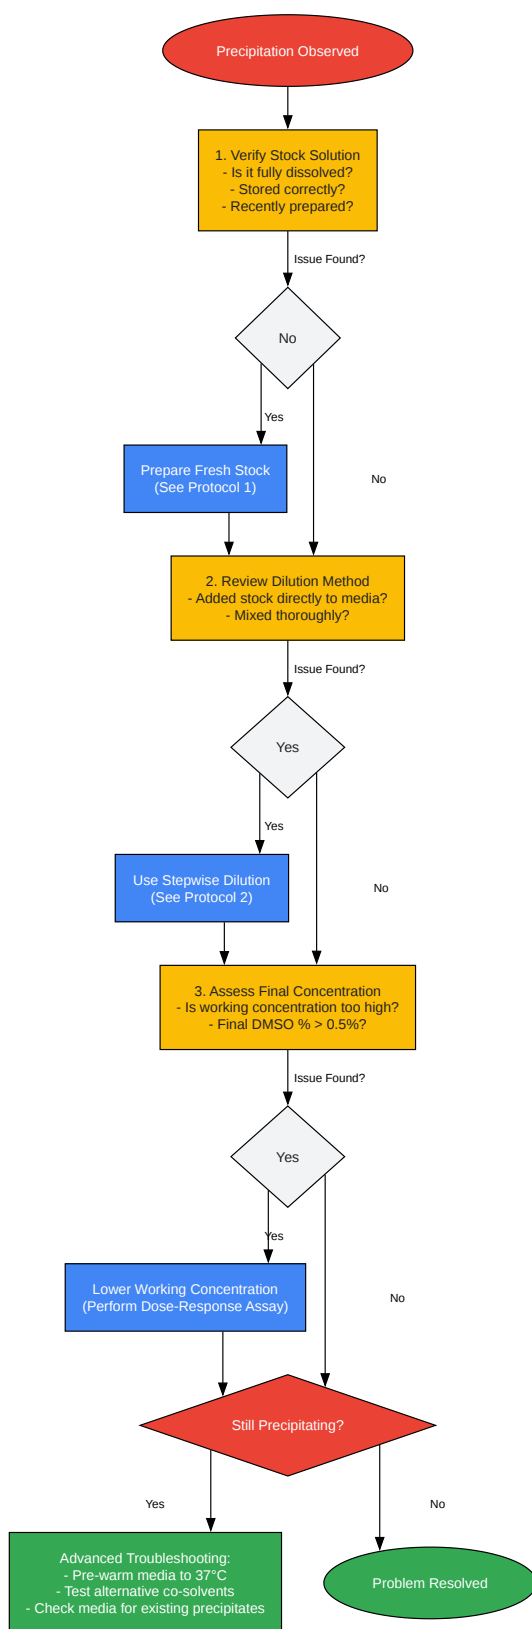 Precipitation Observed
1. Verify Stock Solution
- Is it fully dissolved?
- Stored correctly?
- Recently prepared?
Issue Found?
No
Yes
Prepare Fresh Stock
(See Protocol 1)
No
2. Review Dilution Method
- Added stock directly to media?
- Mixed thoroughly?
Issue Found?
Yes
Yes
Use Stepwise Dilution
(See Protocol 2)
No
3. Assess Final Concentration
- Is working concentration too high?
- Final DMSO % > 0.5%?
Issue Found?
Yes
Yes
Lower Working Concentration
(Perform Dose-Response Assay)
No
Still Precipitating?
Yes
No
Advanced Troubleshooting:
- Pre-warm media to 37°C
- Test alternative co-solvents
- Check media for existing precipitates
Problem Resolved